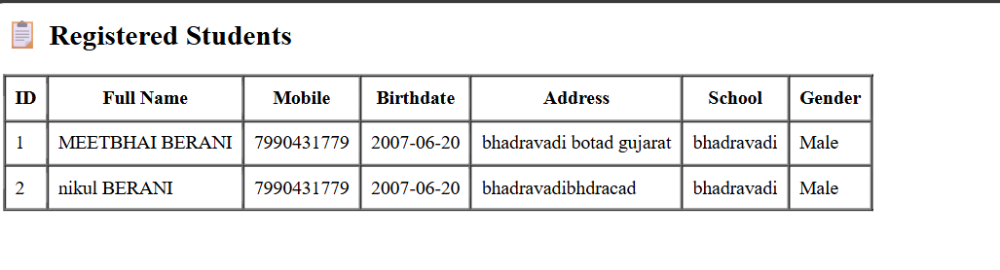 Registered Students
ID Full Name Mobile Birthdate Address School Gender
1 MEETBHAI BERANI 7990431779 2007-06-20 bhadravadi botad gujarat bhadravadi Male
2 nikul BERANI 7990431779 2007-06-20 bhadravadibhdracad bhadravadi Male